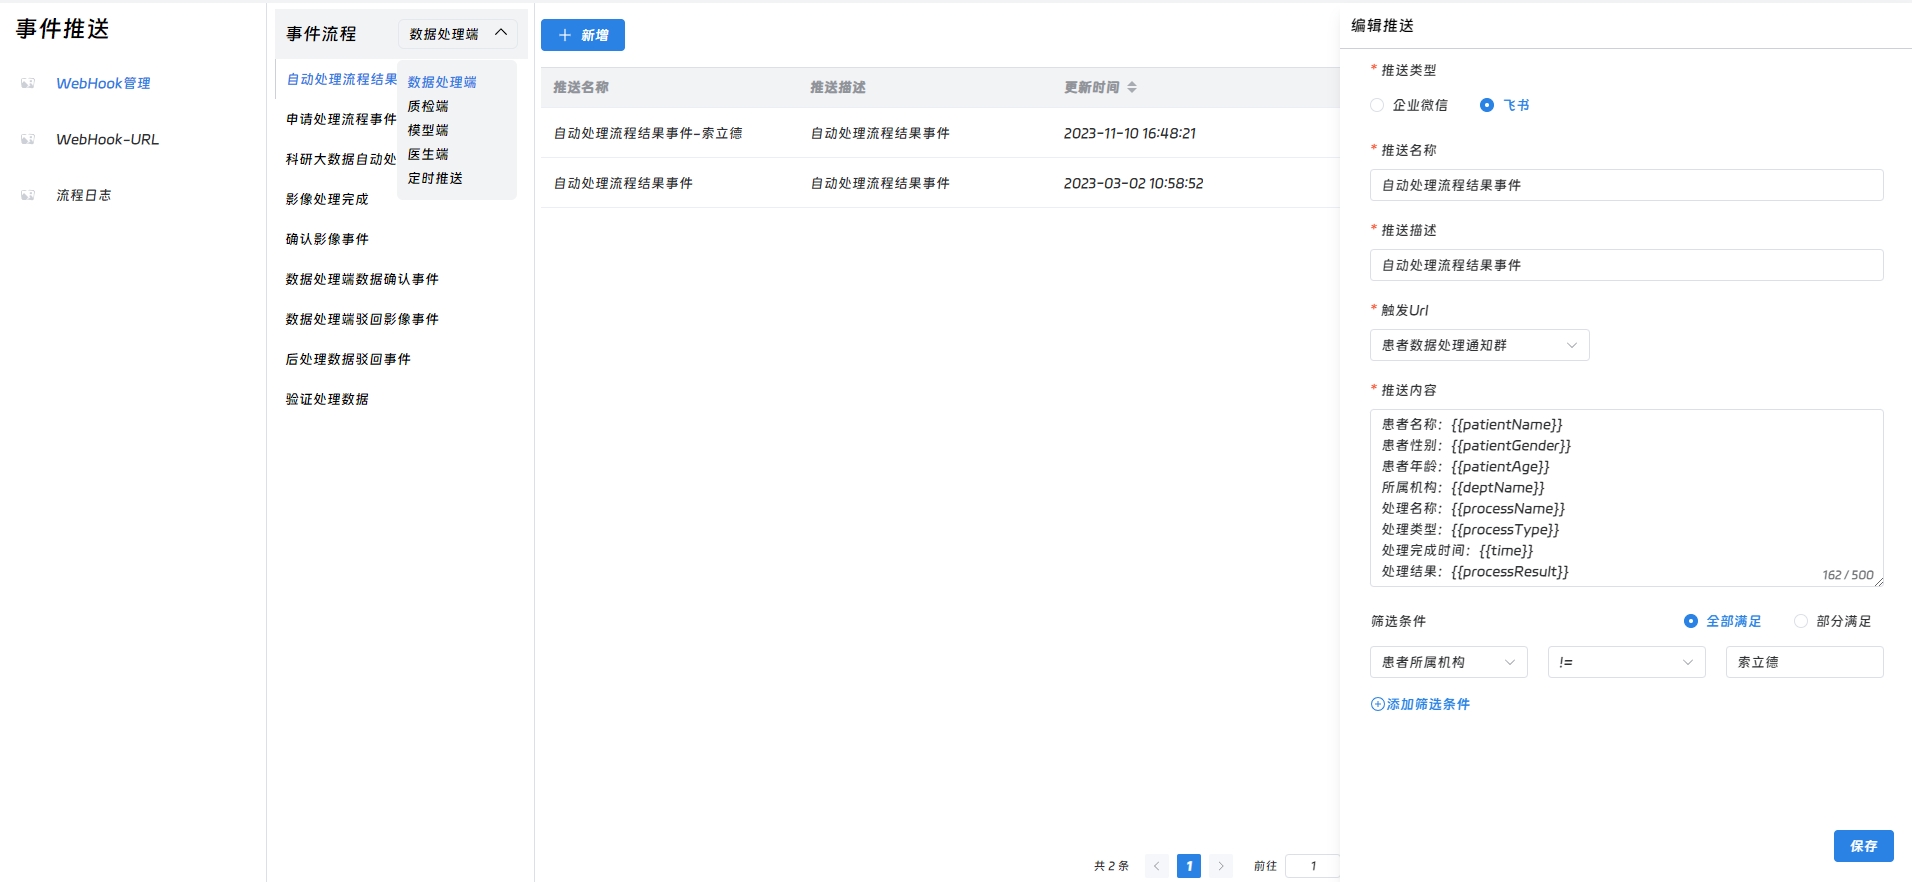 事件推送
WebHook管理
WebHook-URL
流程日志
事件流程
数据处理端
自动处理流程结果
申请处理流程事件
科研大数据自动处
影像处理完成
确认影像事件
数据处理端数据确认事件
数据处理端驳回影像事件
后处理数据驳回事件
验证处理数据
数据处理端
质检端
模型端
医生端
定时推送
新增
推送名称 推送描述 更新时间
自动处理流程结果事件-索立德 自动处理流程结果事件 2023-11-10 16:48:21
自动处理流程结果事件 自动处理流程结果事件 2023-03-02 10:58:52
共 2 条 1 前往 1
编辑推送
* 推送类型
企业微信 飞书
* 推送名称
自动处理流程结果事件
* 推送描述
自动处理流程结果事件
* 触发Url
患者数据处理通知群
* 推送内容
患者名称：{{patientName}}
患者性别：{{patientGender}}
患者年龄：{{patientAge}}
所属机构：{{deptName}}
处理名称：{{processName}}
处理类型：{{processType}}
处理完成时间：{{time}}
处理结果：{{processResult}}
162 / 500
筛选条件 全部满足 部分满足
患者所属机构 != 索立德
添加筛选条件
保存